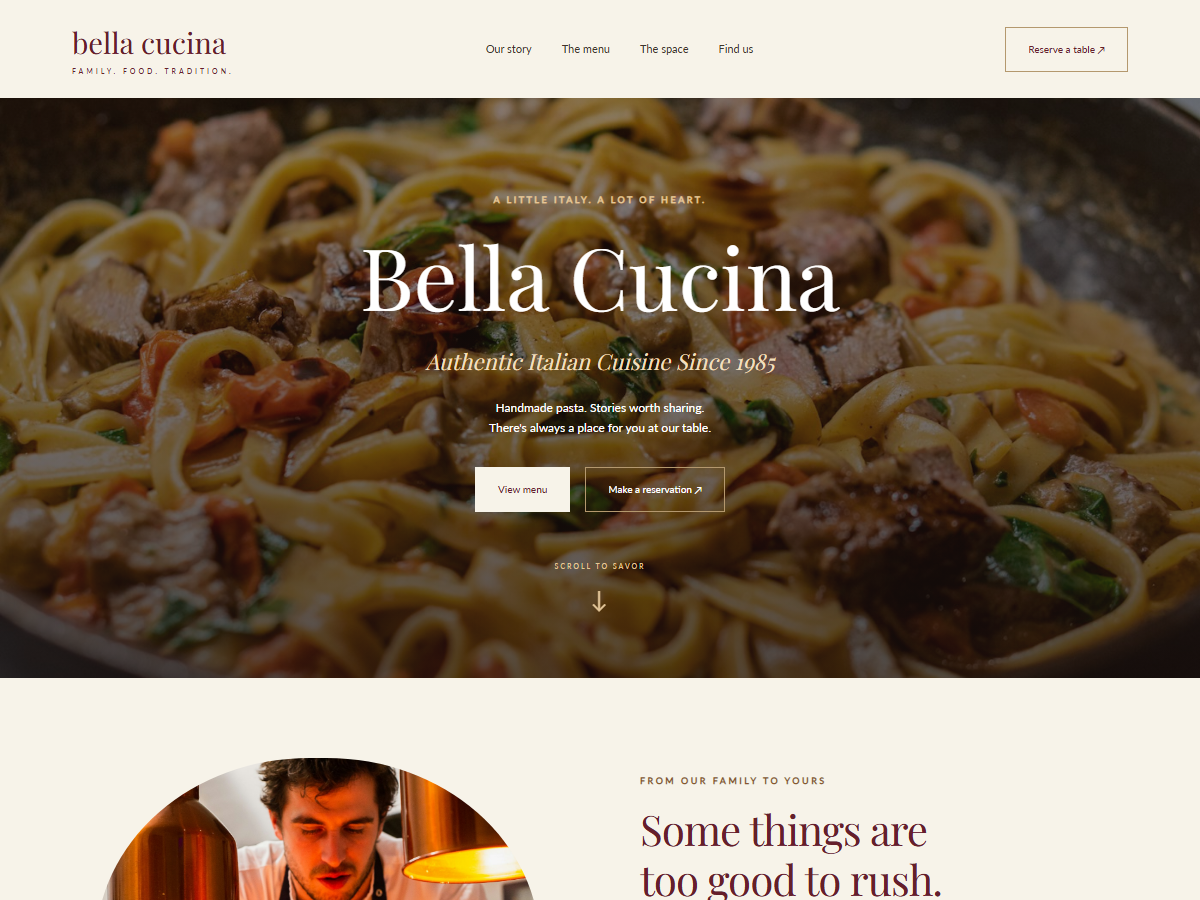 bella cucina
FAMILY. FOOD. TRADITION.
Our story
The menu
The space
Find us
Reserve a table ↗
A LITTLE ITALY. A LOT OF HEART.
Bella Cucina
Authentic Italian Cuisine Since 1985
Handmade pasta. Stories worth sharing.
There's always a place for you at our table.
View menu
Make a reservation ↗
SCROLL TO SAVOR
↓
FROM OUR FAMILY TO YOURS
Some things are
too good to rush.